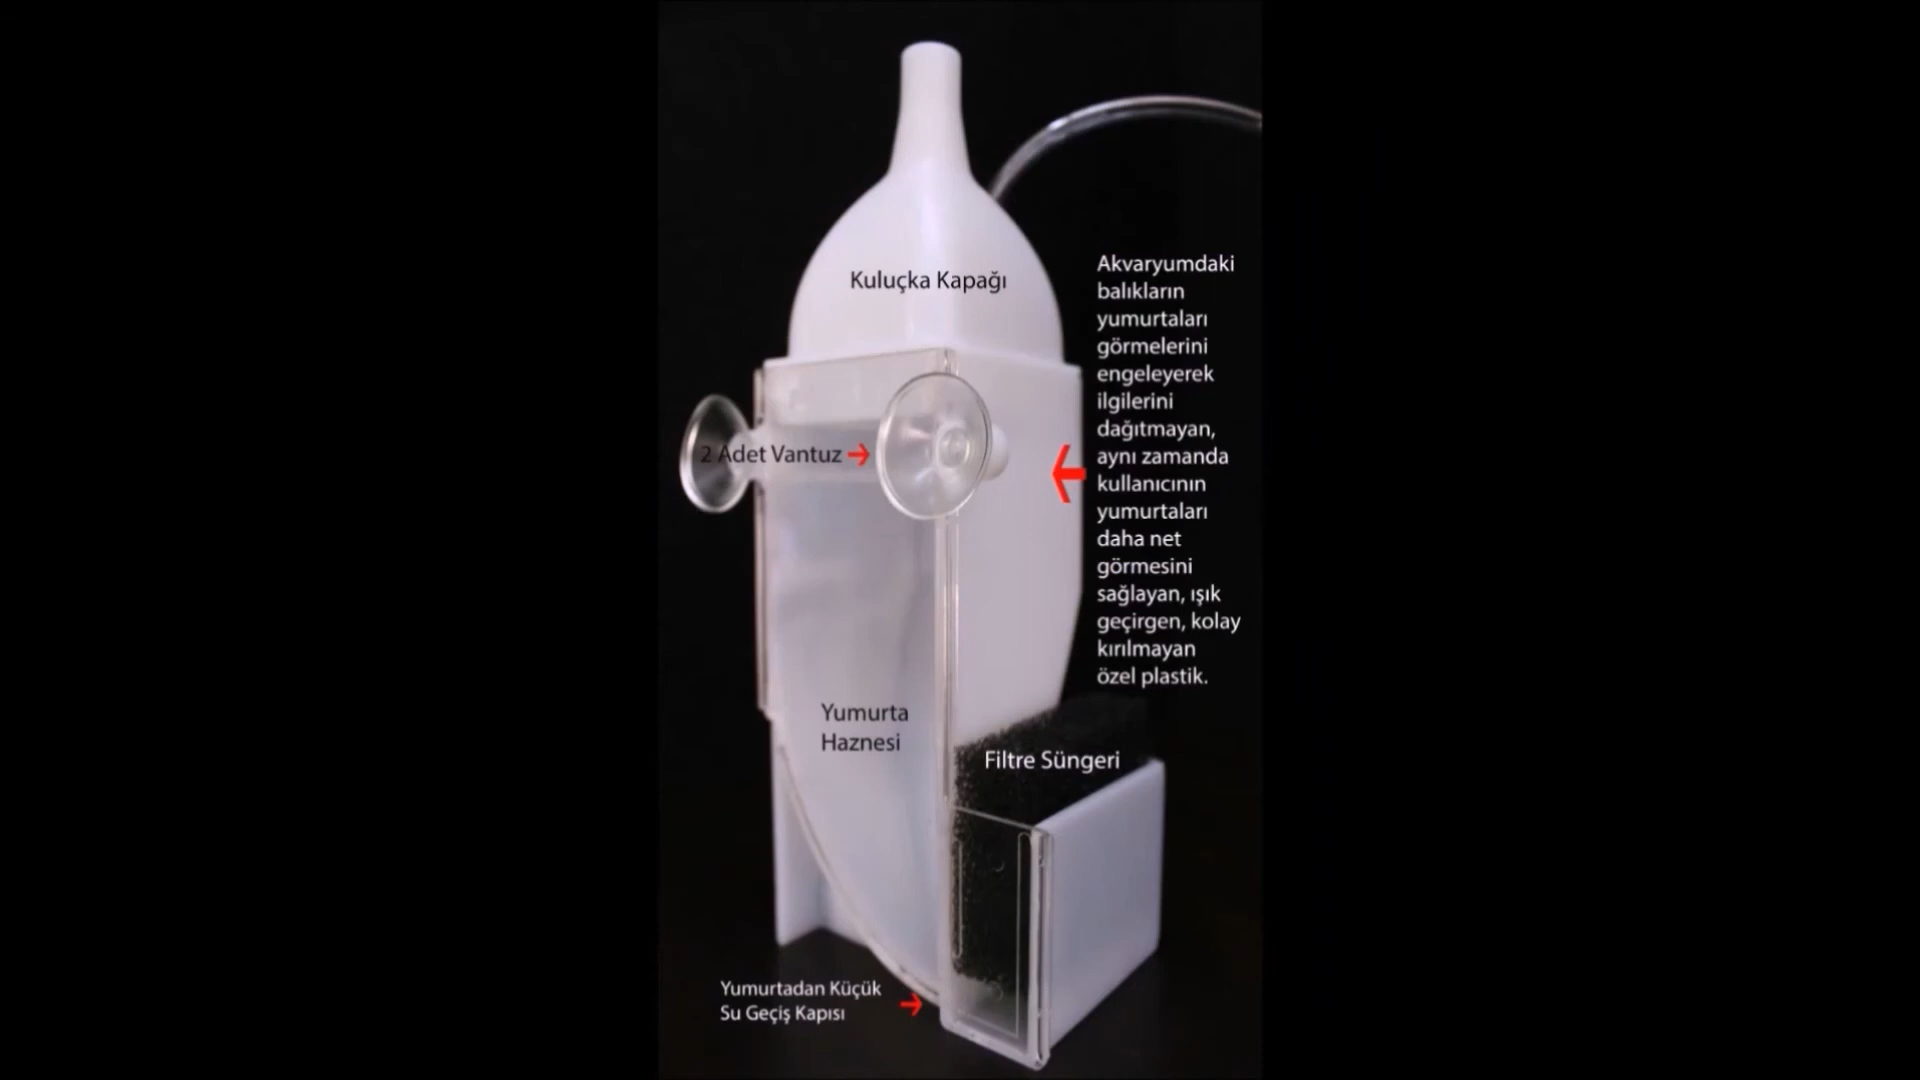 Kuluçka Kapağı
Akvaryumdaki
balıkların
yumurtaları
görmelerini
engeleyerek
ilgilerini
dağıtmayan,
aynı zamanda
kullanıcının
yumurtaları
daha net
görmesini
sağlayan, ışık
geçirgen, kolay
kırılmayan
özel plastik.
2 Adet Vantuz
Yumurta
Haznesi
Filtre Süngeri
Yumurtadan Küçük
Su Geçiş Kapısı